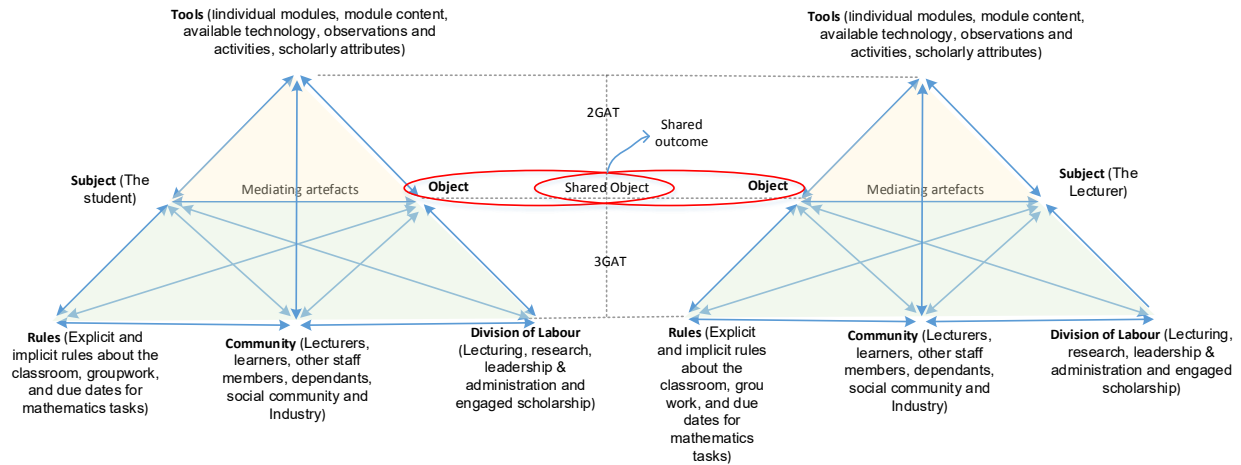 Tools (Iindividual modules, module content,
available technology, observations and
activities, scholarly attributes)
Tools (Iindividual modules, module content,
available technology, observations and
activities, scholarly attributes)
2GAT
Shared
outcome
Subject (The
student)
Mediating artefacts
Object
Shared Object
Object
Mediating artefacts
Subject (The
Lecturer)
3GAT
Rules (Explicit and
implicit rules about the
classroom, groupwork,
and due dates for
mathematics tasks)
Community (Lecturers,
learners, other staff
members, dependants,
social community and
Industry)
Division of Labour
(Lecturing, research,
leadership &
administration and
engaged scholarship)
Rules (Explicit
and implicit rules
about the
classroom, grou
work, and due
dates for
mathematics
tasks)
Community (Lecturers,
learners, other staff
members, dependants,
social community and
Industry)
Division of Labour (Lecturing,
research, leadership &
administration and engaged
scholarship)